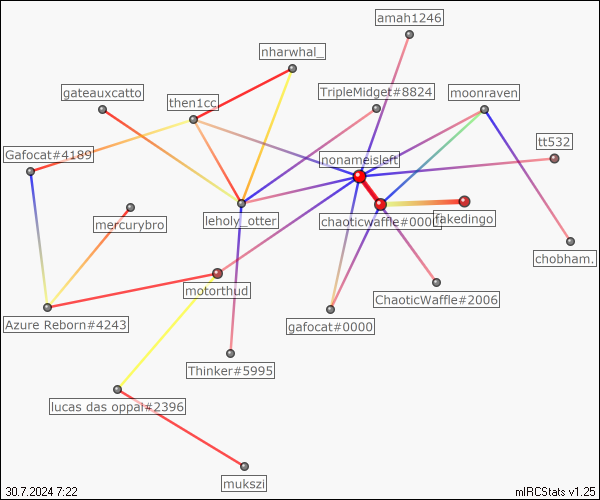 amah1246
nharwhal_
gateauxcatto
TripleMidget#8824
moonraven
then1cc
tt532
Gafocat#4189
nonameisleft
mercurybro
leholy_otter
chaoticwaffle#0000
fakedingo
chobham.
motorthud
ChaoticWaffle#2006
Azure Reborn#4243
gafocat#0000
Thinker#5995
lucas das oppai#2396
mukszi
30.7.2024 7:22
mIRCStats v1.25